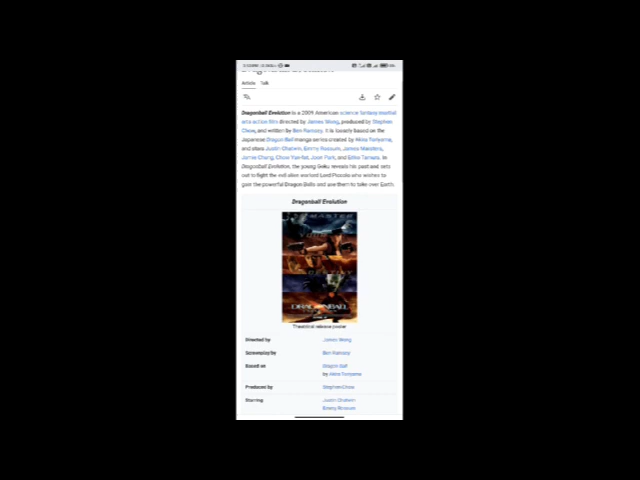 Article Talk
Dragonball Evolution is a 2009 American science fantasy martial
arts action film directed by James Wong, produced by Stephen
Chow, and written by Ben Ramsey. It is loosely based on the
Japanese Dragon Ball manga series created by Akira Toriyama,
and stars Justin Chatwin, Emmy Rossum, James Marsters,
Jamie Chung, Chow Yun-fat, Joon Park, and Eriko Tamura. In
Dragonball Evolution, the young Goku reveals his past and sets
out to fight the evil alien warlord Lord Piccolo who wishes to
gain the powerful Dragon Balls and use them to take over Earth.
Dragonball Evolution
DESTINY
DRAGONBALL
Theatrical release poster
Directed by James Wong
Screenplay by Ben Ramsey
Based on Dragon Ball
by Akira Toriyama
Produced by Stephen Chow
Starring Justin Chatwin
Emmy Rossum